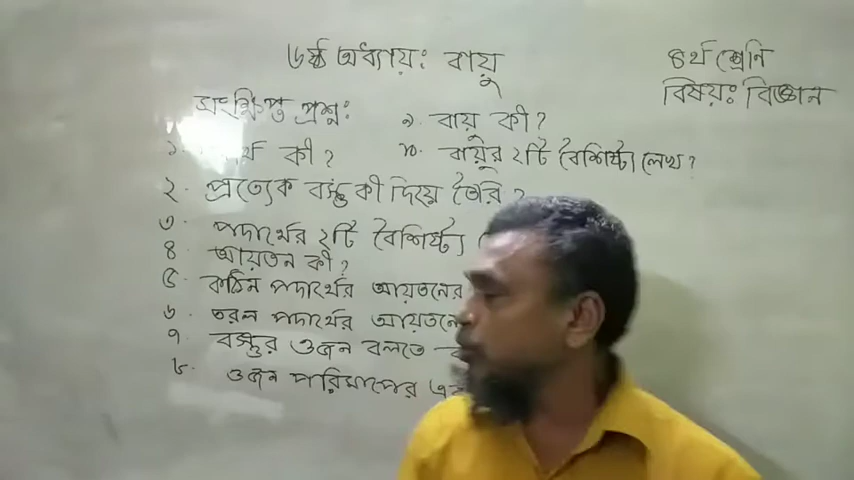 ৬ষ্ঠ অধ্যায়ঃ বায়ু
৪র্থ শ্রেনি
বিষয়ঃ বিজ্ঞান
সংক্ষিপ্ত প্রশ্নঃ
১. কী?
২. প্রত্যেক বস্তু কী দিয়ে তৈরি?
৩. পদার্থের ২টি বৈশিষ্ট্য
৪. আয়তন কী?
৫. কঠিন পদার্থের আয়তনের
৬. তরল পদার্থের আয়তনে
৭. বস্তুর ওজন বলতে
৮. ওজন পরিমাপের
৯. বায়ু কী?
১০. বায়ুর ২টি বৈশিষ্ট্য লেখ?